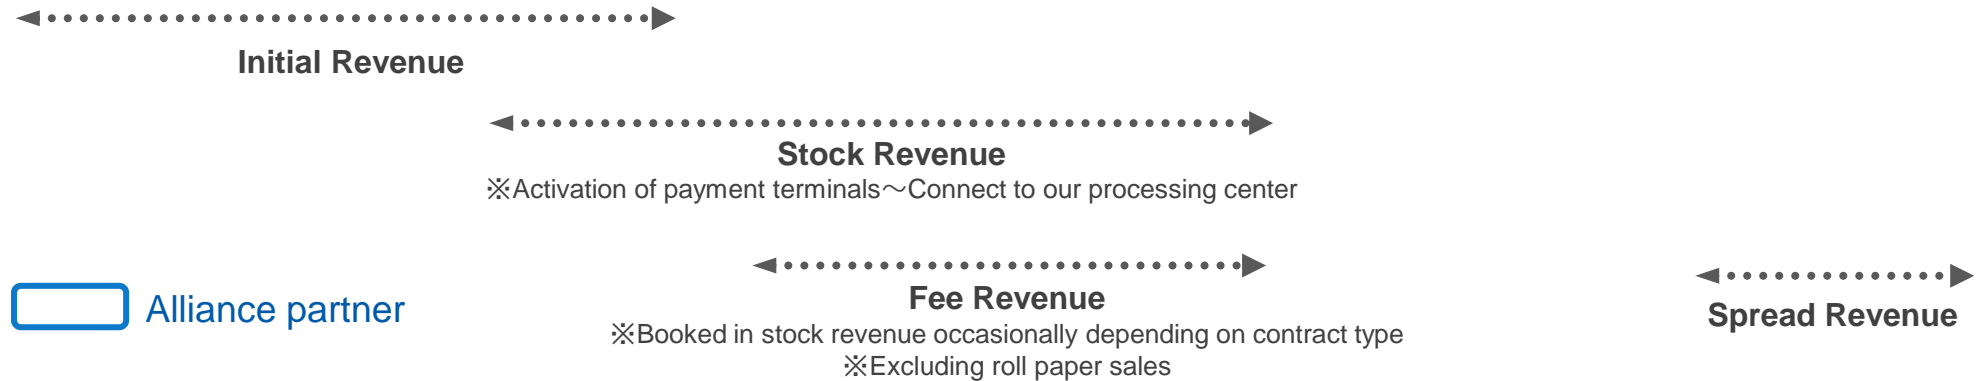 Initial Revenue
Stock Revenue
※Activation of payment terminals～Connect to our processing center
Alliance partner
Fee Revenue
※Booked in stock revenue occasionally depending on contract type
※Excluding roll paper sales
Spread Revenue